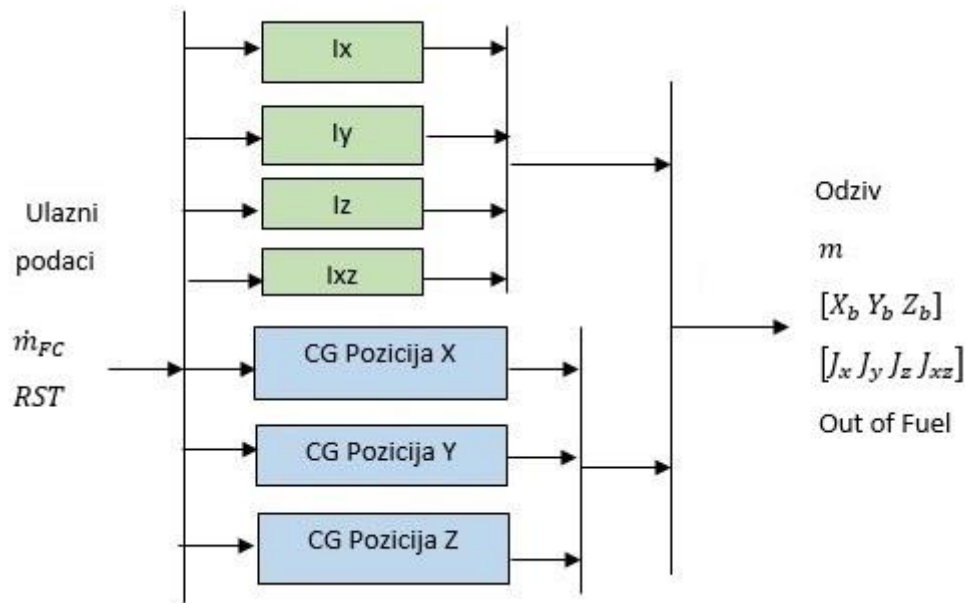 Ulazni
podaci
ṁ_FC
RST
Ix
Iy
Iz
Ixz
CG Pozicija X
CG Pozicija Y
CG Pozicija Z
Odziv
m
[X_b Y_b Z_b]
[J_x J_y J_z J_xz]
Out of Fuel